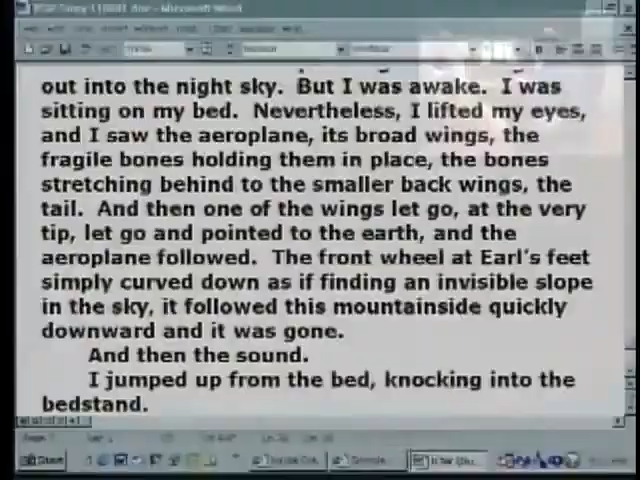 Microsoft Word
out into the night sky.  But I was awake.  I was
sitting on my bed.  Nevertheless, I lifted my eyes,
and I saw the aeroplane, its broad wings, the
fragile bones holding them in place, the bones
stretching behind to the smaller back wings, the
tail.  And then one of the wings let go, at the very
tip, let go and pointed to the earth, and the
aeroplane followed.  The front wheel at Earl's feet
simply curved down as if finding an invisible slope
in the sky, it followed this mountainside quickly
downward and it was gone.
And then the sound.
I jumped up from the bed, knocking into the
bedstand.
Start